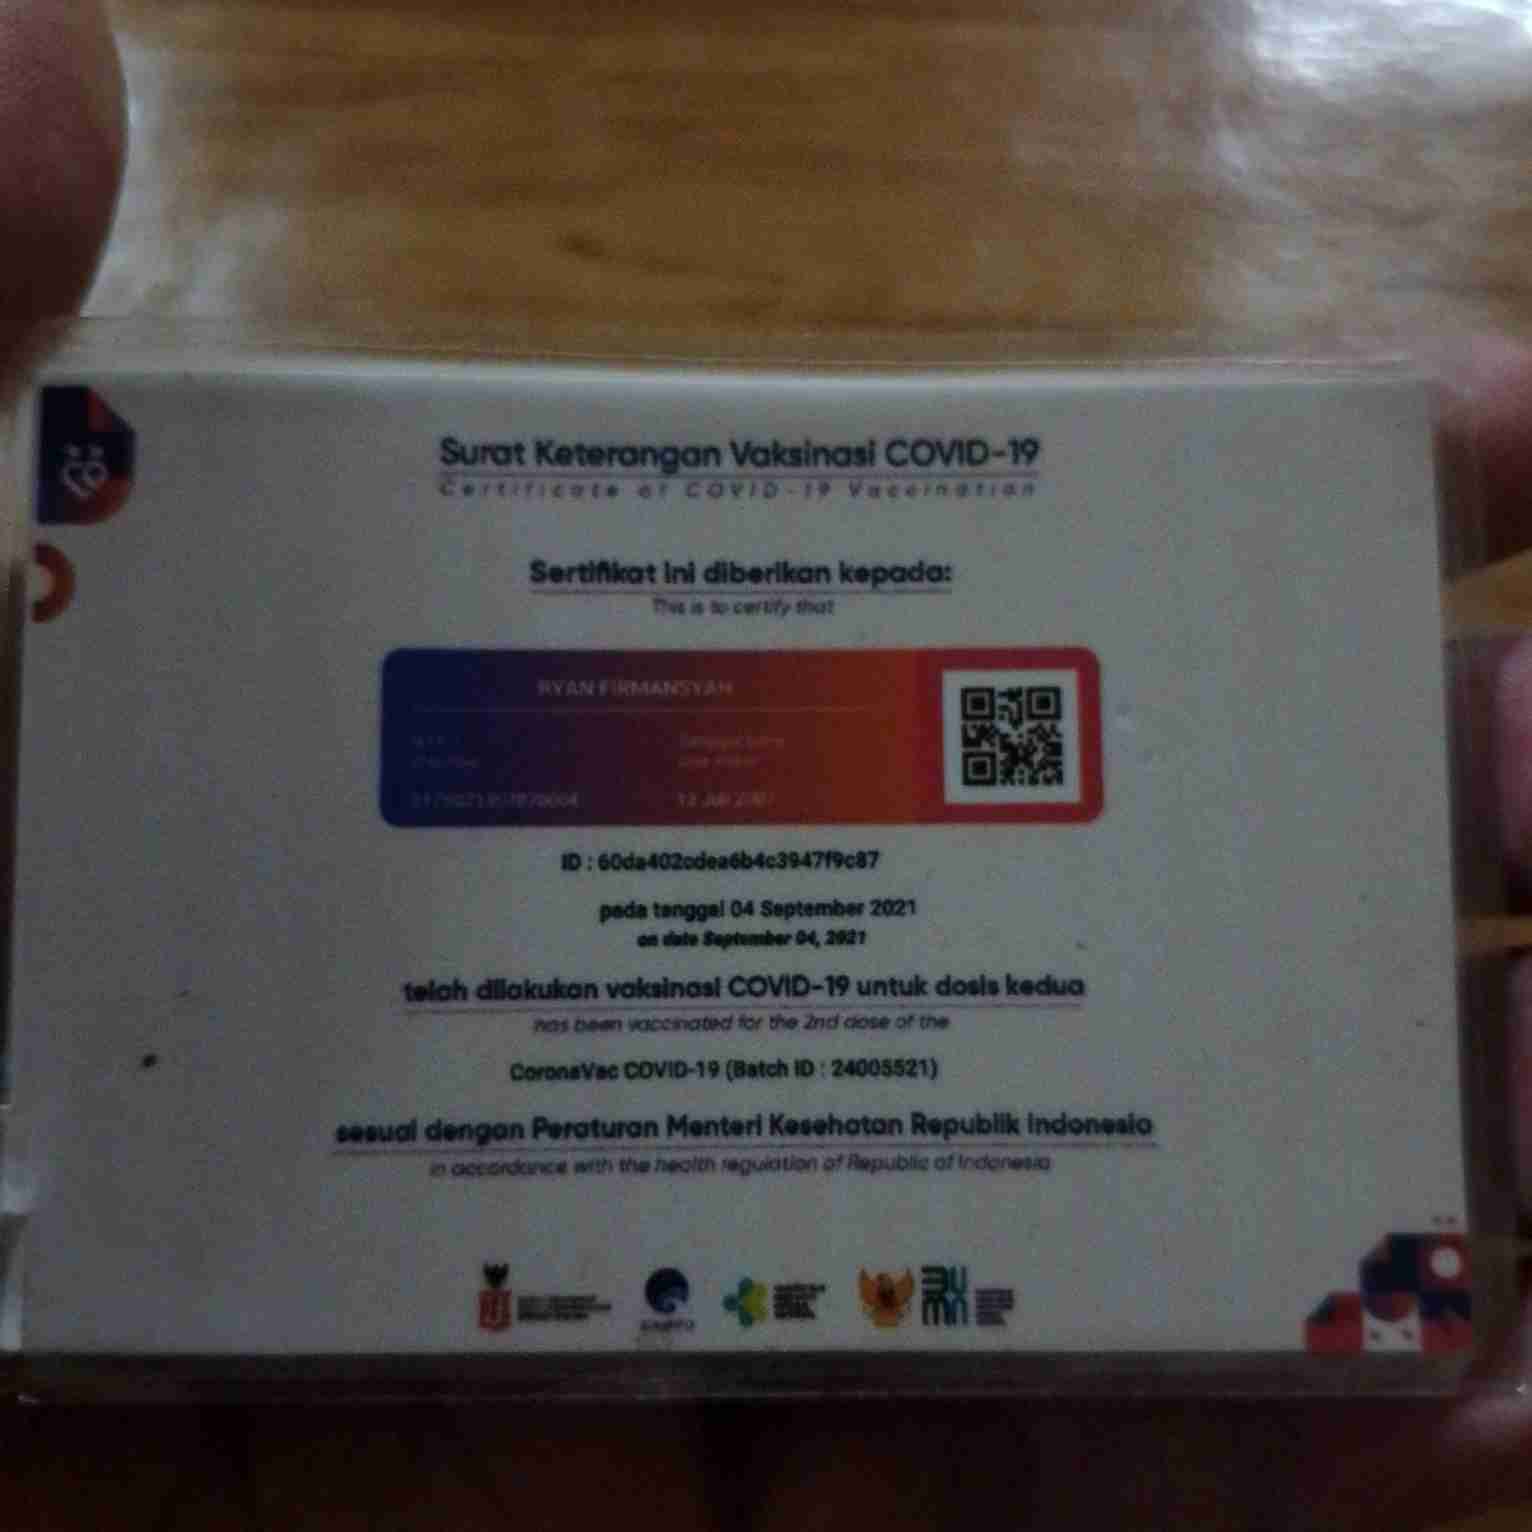 Surat Keterangan Vaksinasi COVID-19
Certificate of COVID-19 Vaccination
Sertifikat ini diberikan kepada:
This is to certify that
RYAN FIRMANSYAH
ID : 60da402cdea6b4c3947f9c87
pada tanggal 04 September 2021
on date September 04, 2021
telah dilakukan vaksinasi COVID-19 untuk dosis kedua
has been vaccinated for the 2nd dose of the
CoronaVac COVID-19 (Batch ID : 24005521)
sesuai dengan Peraturan Menteri Kesehatan Republik Indonesia
in accordance with the health regulation of Republic of Indonesia